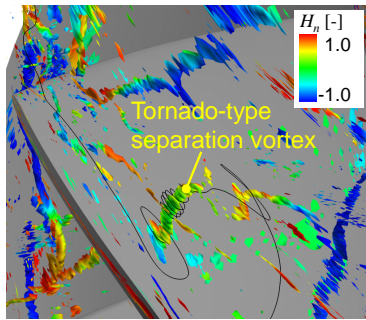 Hₙ [-]
1.0
-1.0
Tornado-type
separation vortex